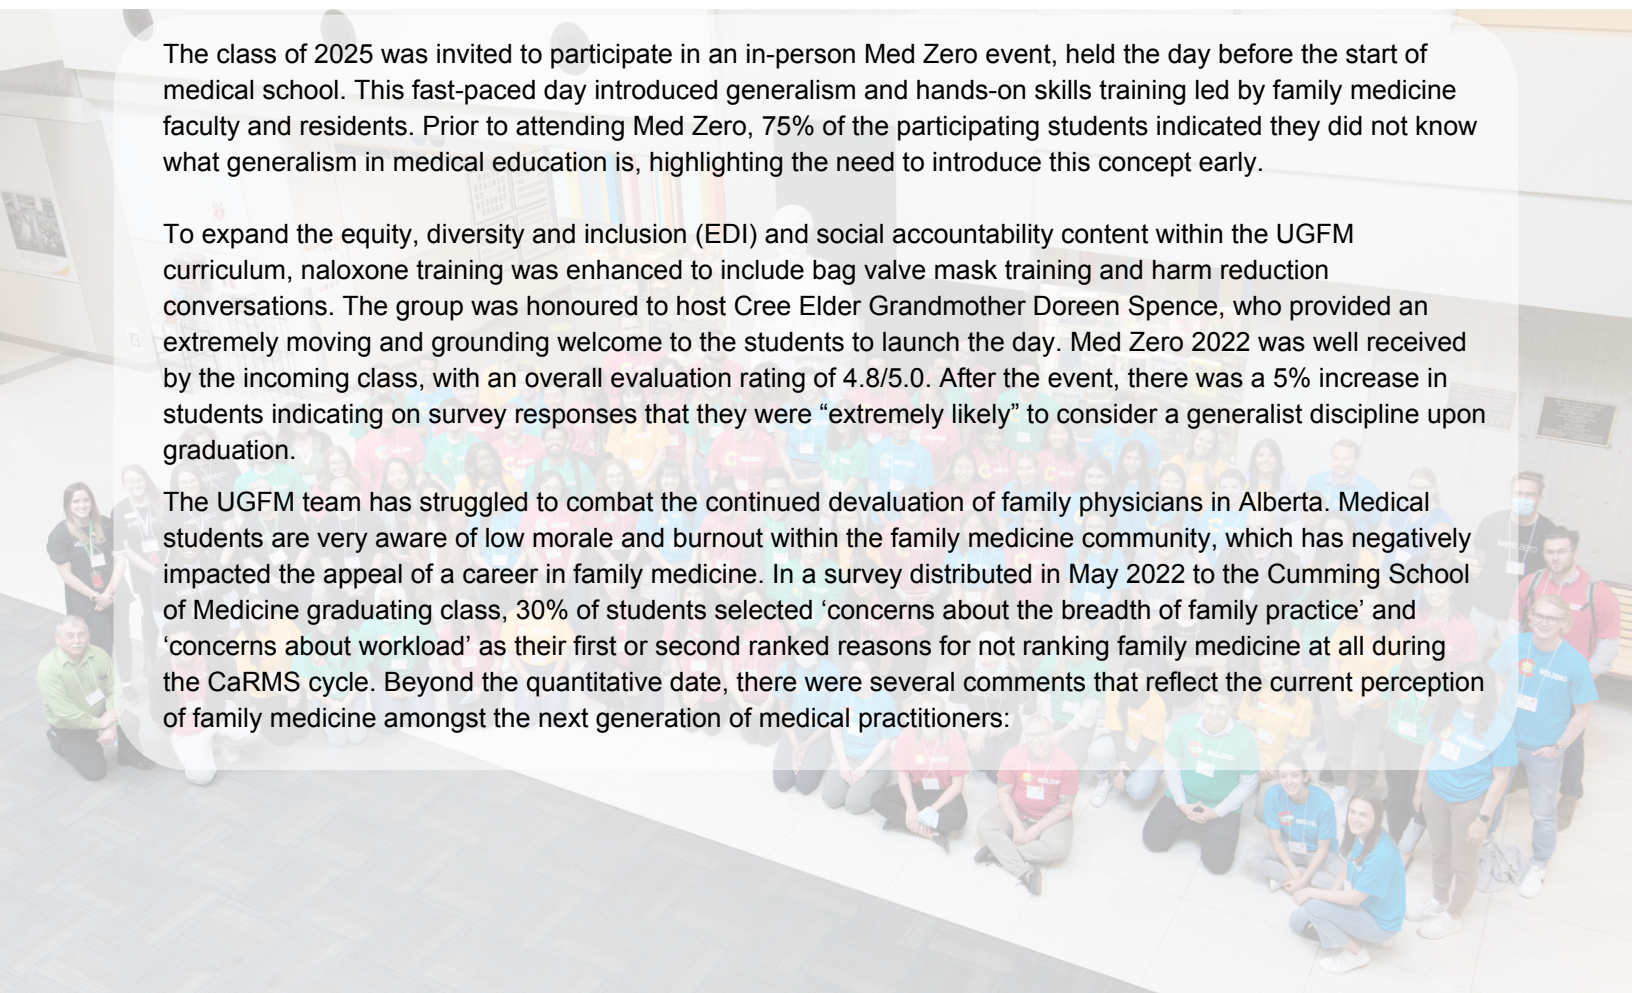 The class of 2025 was invited to participate in an in-person Med Zero event, held the day before the start of
medical school. This fast-paced day introduced generalism and hands-on skills training led by family medicine
faculty and residents. Prior to attending Med Zero, 75% of the participating students indicated they did not know
what generalism in medical education is, highlighting the need to introduce this concept early.
To expand the equity, diversity and inclusion (EDI) and social accountability content within the UGFM
curriculum, naloxone training was enhanced to include bag valve mask training and harm reduction
conversations. The group was honoured to host Cree Elder Grandmother Doreen Spence, who provided an
extremely moving and grounding welcome to the students to launch the day. Med Zero 2022 was well received
by the incoming class, with an overall evaluation rating of 4.8/5.0. After the event, there was a 5% increase in
students indicating on survey responses that they were “extremely likely” to consider a generalist discipline upon
graduation.
The UGFM team has struggled to combat the continued devaluation of family physicians in Alberta. Medical
students are very aware of low morale and burnout within the family medicine community, which has negatively
impacted the appeal of a career in family medicine. In a survey distributed in May 2022 to the Cumming School
of Medicine graduating class, 30% of students selected ‘concerns about the breadth of family practice’ and
‘concerns about workload’ as their first or second ranked reasons for not ranking family medicine at all during
the CaRMS cycle. Beyond the quantitative date, there were several comments that reflect the current perception
of family medicine amongst the next generation of medical practitioners: